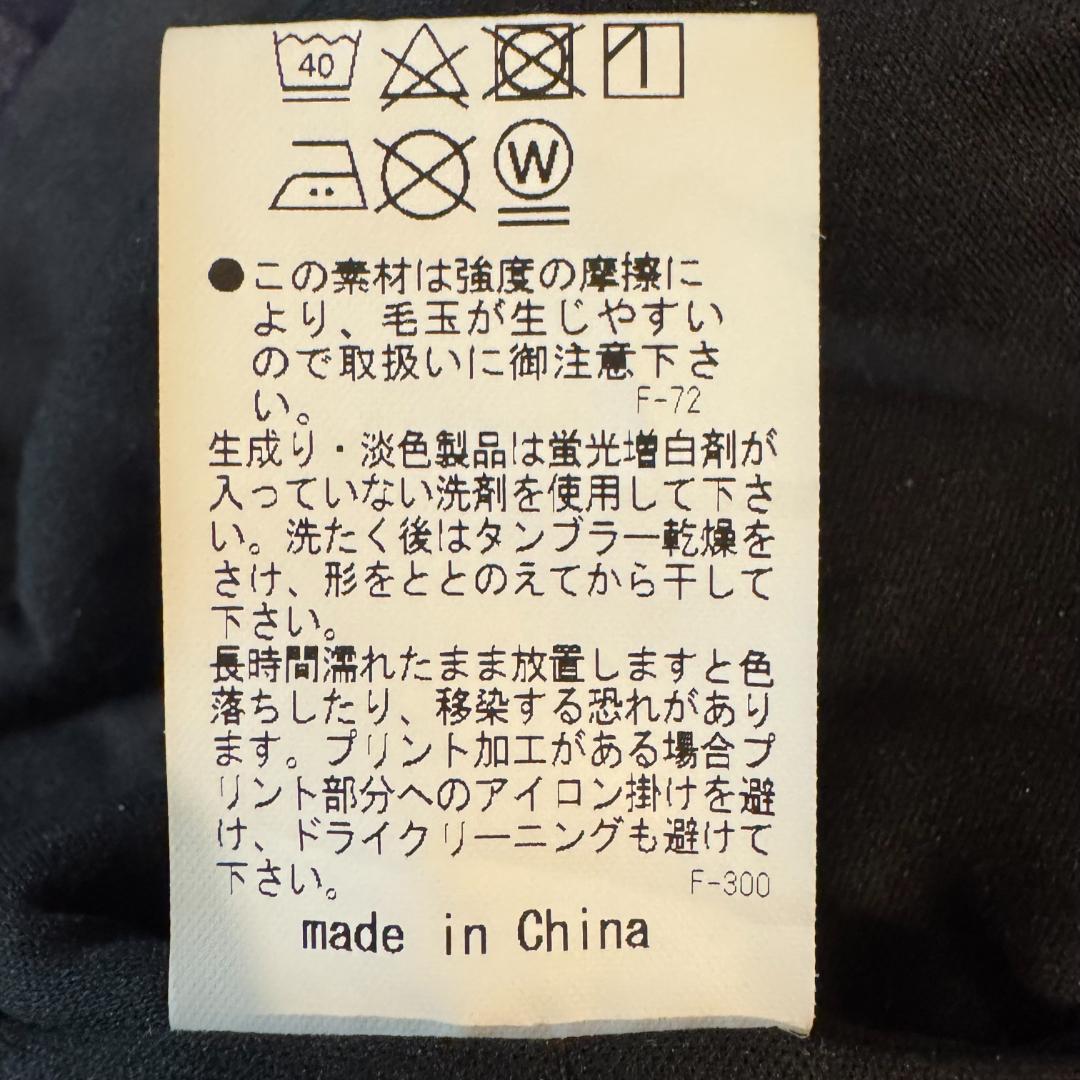 40
W
●この素材は強度の摩擦に
より、毛玉が生じやすい
ので取扱いに御注意下さ
い。 F-72
生成り・淡色製品は蛍光増白剤が
入っていない洗剤を使用して下さ
い。洗たく後はタンブラー乾燥を
さけ、形をととのえてから干して
下さい。
長時間濡れたまま放置しますと色
落ちしたり、移染する恐れがあり
ます。プリント加工がある場合プ
リント部分へのアイロン掛けを避
け、ドライクリーニングも避けて
下さい。 F-300
made in China